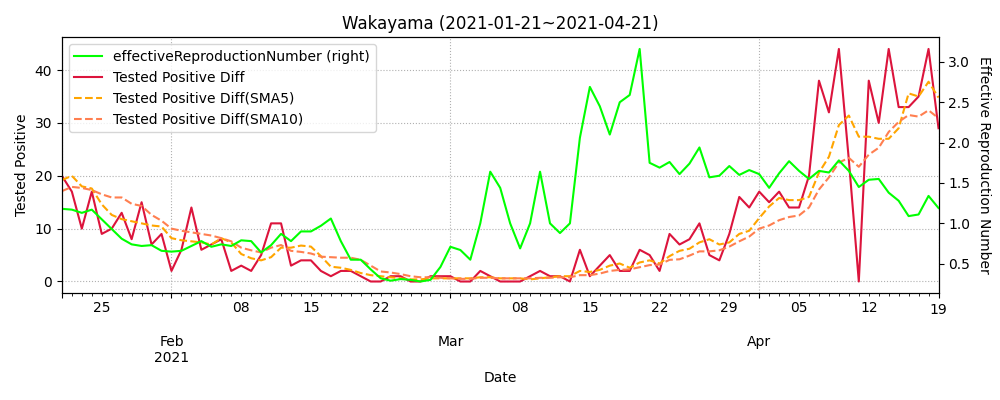 Wakayama (2021-01-21~2021-04-21)
effectiveReproductionNumber (right)
Tested Positive Diff
Tested Positive Diff(SMA5)
Tested Positive Diff(SMA10)
Tested Positive
40
30
20
10
0
3.0
2.5
2.0
1.5
1.0
0.5
Effective Reproduction Number
25 08 15 22 08 15 22 29 05 12 19
Feb Mar Apr
2021
Date